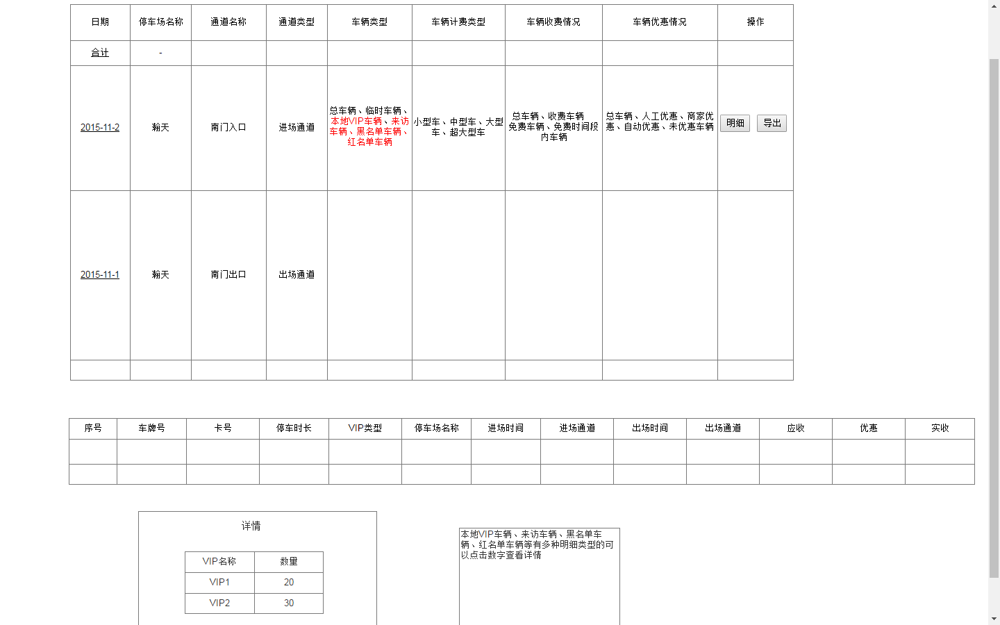 日期 停车场名称 通道名称 通道类型 车辆类型 车辆计费类型 车辆收费情况 车辆优惠情况 操作
合计 -
2015-11-2 瀚天 南门入口 进场通道
总车辆、临时车辆、
本地VIP车辆、来访
车辆、黑名单车辆、
红名单车辆
小型车、中型车、大型
车、超大型车
总车辆、收费车辆
免费车辆、免费时间段
内车辆
总车辆、人工优惠、商家优
惠、自动优惠、未优惠车辆
明细 导出
2015-11-1 瀚天 南门出口 出场通道
序号 车牌号 卡号 停车时长 VIP类型 停车场名称 进场时间 进场通道 出场时间 出场通道 应收 优惠 实收
详情
VIP名称 数量
VIP1 20
VIP2 30
本地VIP车辆、来访车辆、黑名单车
辆、红名单车辆等有多种明细类型的可
以点击数字查看详情